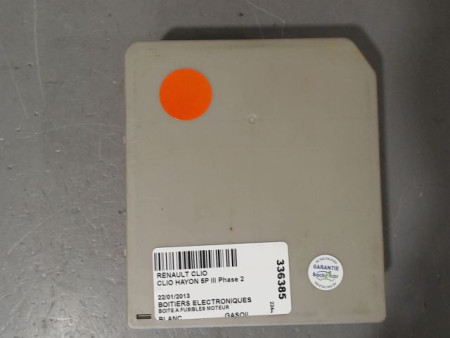 RENAULT CLIO
CLIO HAYON 5P III Phase 2
22/01/2013
BOITIERS ELECTRONIQUES
BOITE A FUSIBLES MOTEUR
BLANC GASOIL
336385
GARANTIE